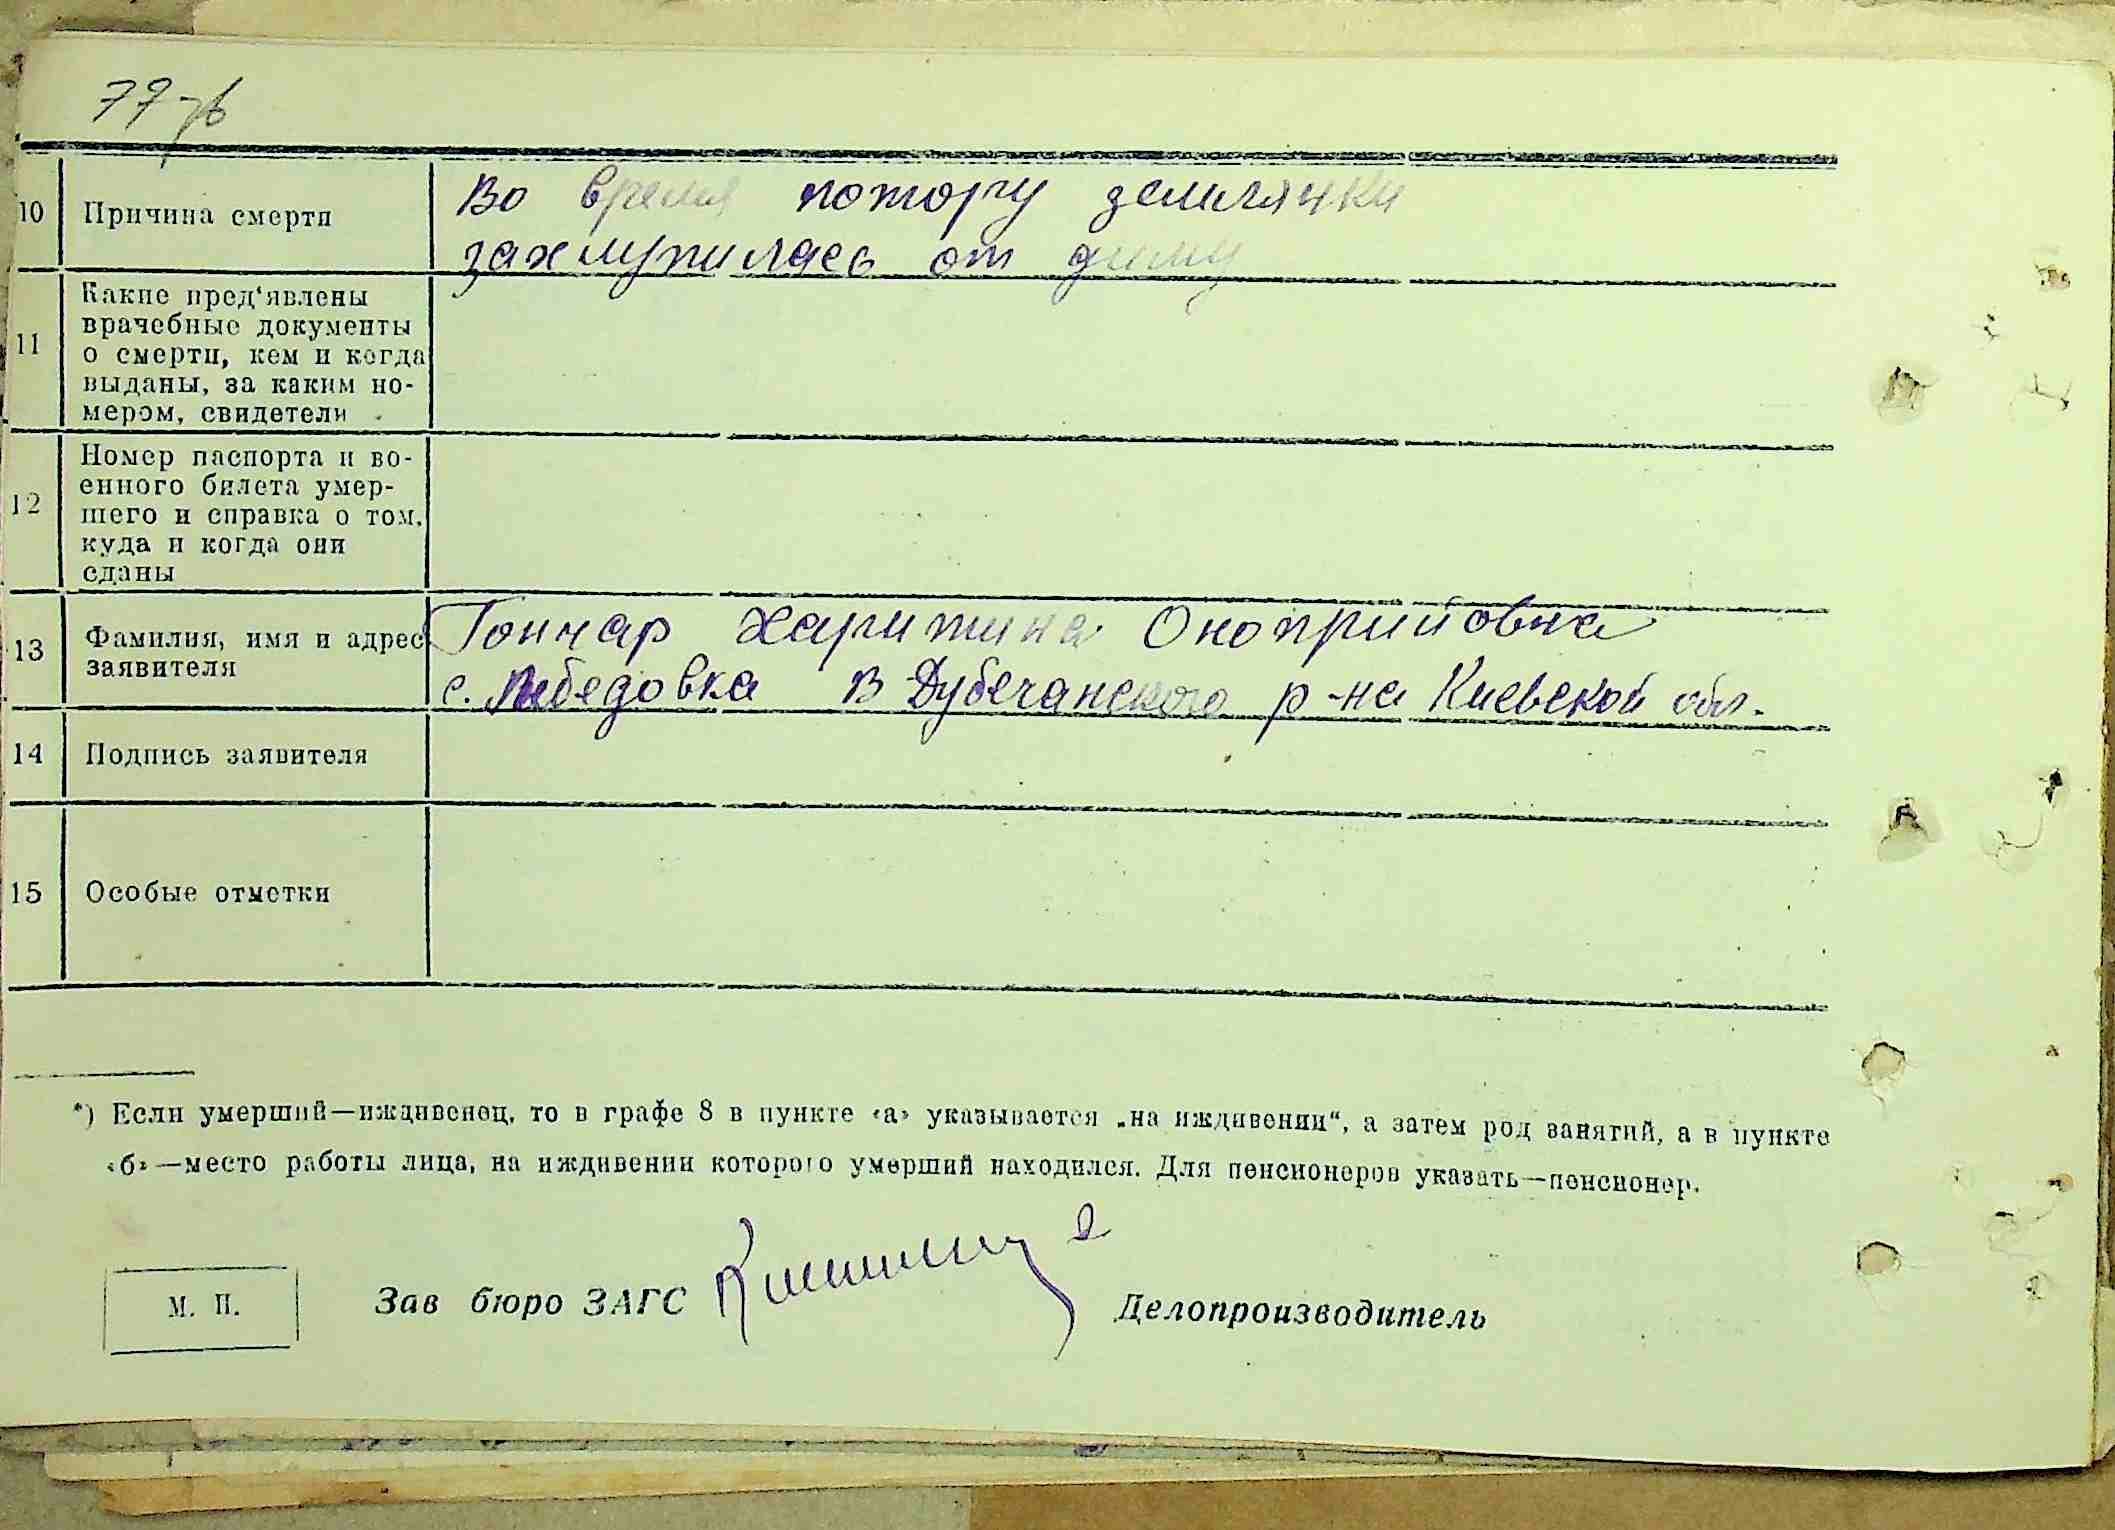 77 зв
10 Причина смерти Во время пожору землянки
захлупилась от диму
11 Какие пред‘явлены
врачебные документы
о смерти, кем и когда
выданы, за каким но-
мером, свидетели
12 Номер паспорта и во-
енного билета умер-
шего и справка о том,
куда и когда они
сданы
13 Фамилия, имя и адрес
заявителя
Гончар Харитина Оноприйовна
с. Лебедовка В Дубечанского р-на Киевской обл.
14 Подпись заявителя
15 Особые отметки
*) Если умерший—иждивенец, то в графе 8 в пункте «а» указывается „на иждивении“, а затем род занятий, а в пункте
«б»—место работы лица, на иждивении которого умерший находился. Для пенсионеров указать—пенсионер.
М. П. Зав бюро ЗАГС Делопроизводитель